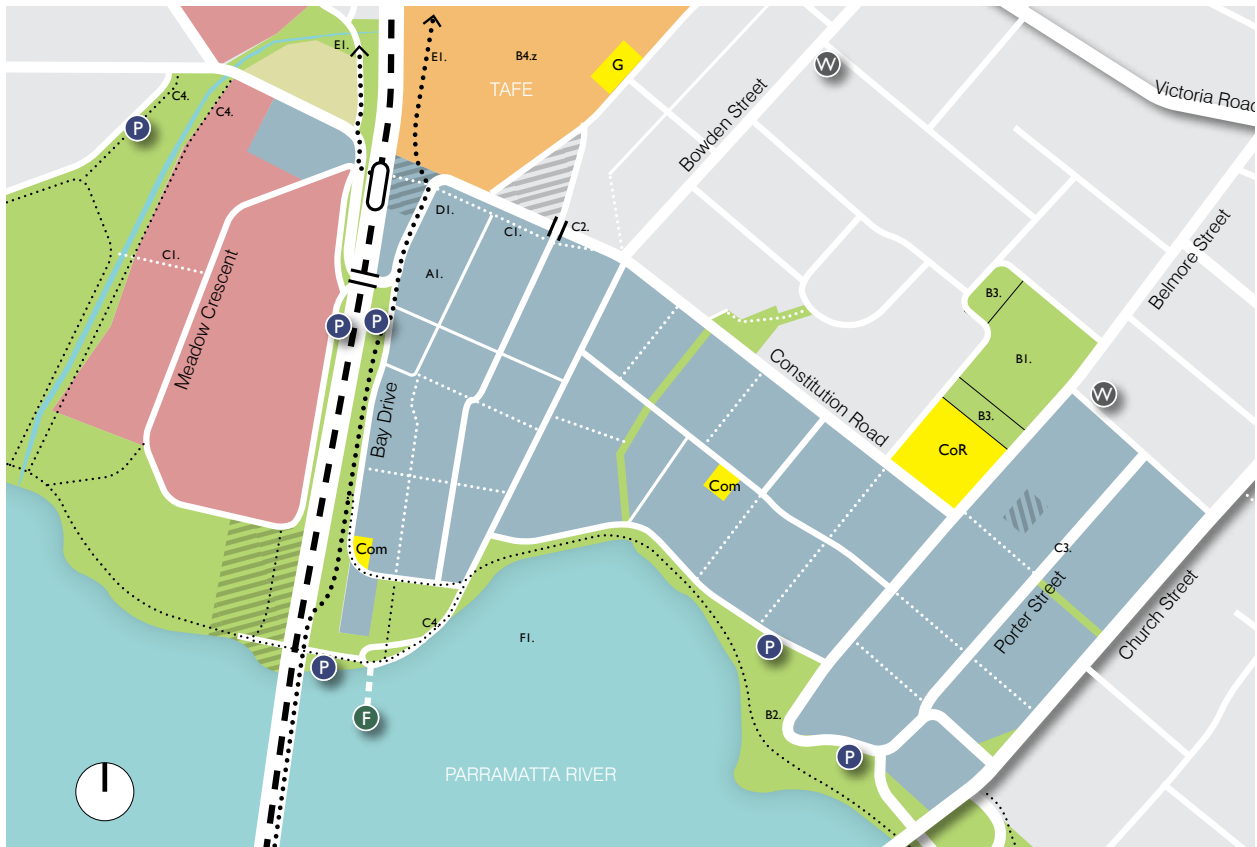 E1.
E1.
B4.z
TAFE
G
W
Victoria Road
C4.
C4.
P
Bowden Street
D1.
C1.
C2.
Belmore Street
C1.
A1.
Meadow Crescent
B3.
P
P
B1.
Constitution Road
W
Bay Drive
B3.
CoR
Com
Com
C3.
Porter Street
Church Street
C4.
F1.
P
P
F
B2.
P
PARRAMATTA RIVER